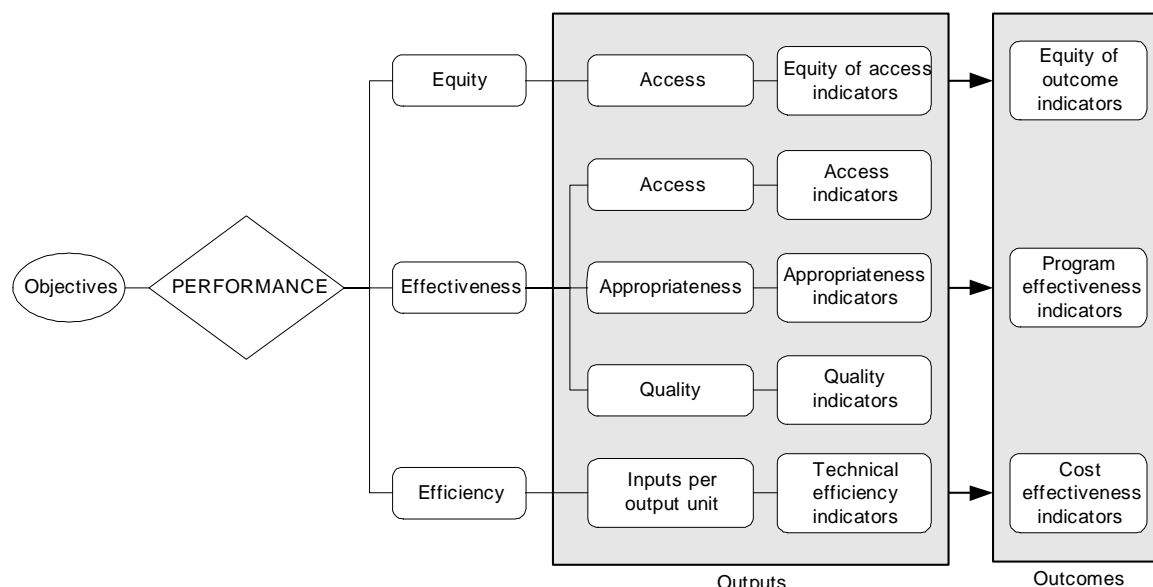 Objectives
PERFORMANCE
Equity
Access
Equity of access
indicators
Equity of
outcome
indicators
Access
Access
indicators
Effectiveness
Appropriateness
Appropriateness
indicators
Program
effectiveness
indicators
Quality
Quality
indicators
Efficiency
Inputs per
output unit
Technical
efficiency
indicators
Cost
effectiveness
indicators
Outputs
Outcomes